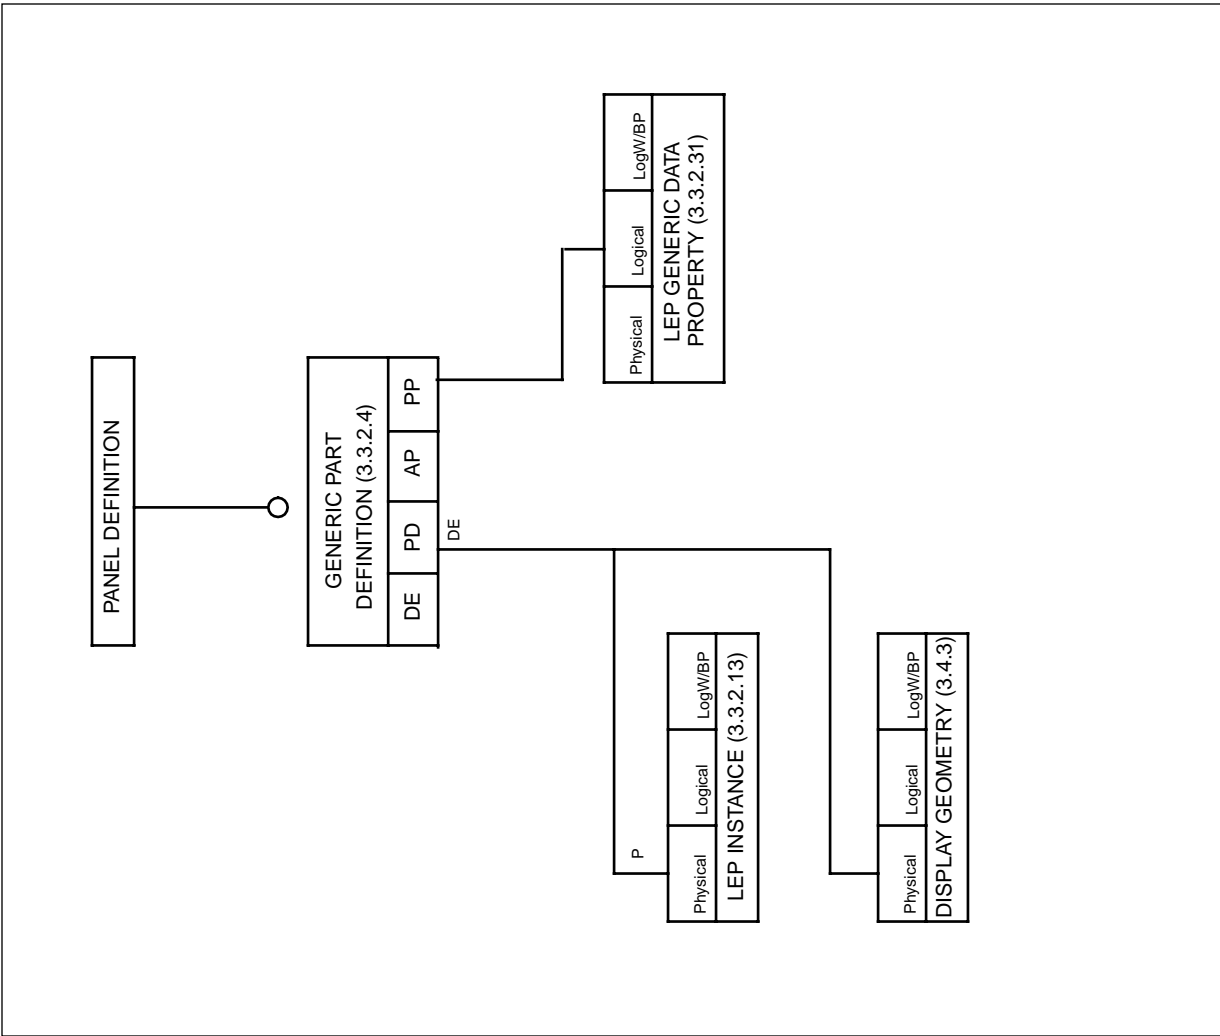 PANEL DEFINITION
GENERIC PART
DEFINITION (3.3.2.4)
DE PD AP PP
DE
Physical Logical LogW/BP
LEP GENERIC DATA
PROPERTY (3.3.2.31)
P
Physical Logical LogW/BP
LEP INSTANCE (3.3.2.13)
Physical Logical LogW/BP
DISPLAY GEOMETRY (3.4.3)